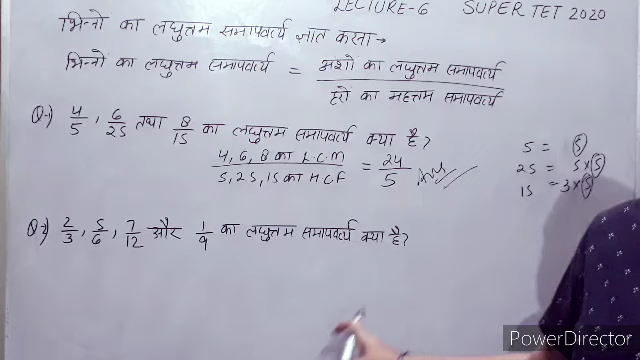 LECTURE-6 SUPER TET 2020
भिन्नो का लघुत्तम समापवर्त्य ज्ञात करना →
भिन्नो का लघुत्तम समापवर्त्य = अंशो का लघुत्तम समापवर्त्य / हरो का महत्तम समापवर्त्य
Q-1) 4/5, 6/25 तथा 8/15 का लघुत्तम समापवर्त्य क्या है?
4, 6, 8 का L.C.M / 5, 25, 15 का H.C.F = 24/5 Ans
5 = 5
25 = 5×5
15 = 3×5
Q-2) 2/3, 5/6, 7/12 और 1/9 का लघुत्तम समापवर्त्य क्या है?
PowerDirector